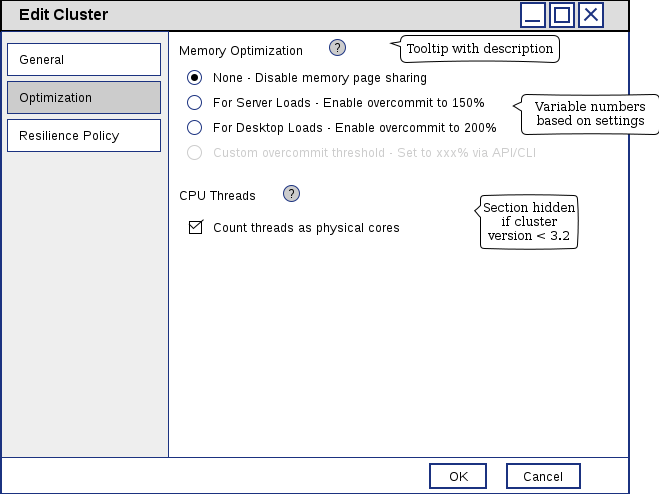 Edit Cluster
General
Optimization
Resilience Policy
Memory Optimization ?
Tooltip with description
None - Disable memory page sharing
For Server Loads - Enable overcommit to 150%
For Desktop Loads - Enable overcommit to 200%
Variable numbers
based on settings
Custom overcommit threshold - Set to xxx% via API/CLI
CPU Threads ?
Count threads as physical cores
Section hidden
if cluster
version < 3.2
OK
Cancel